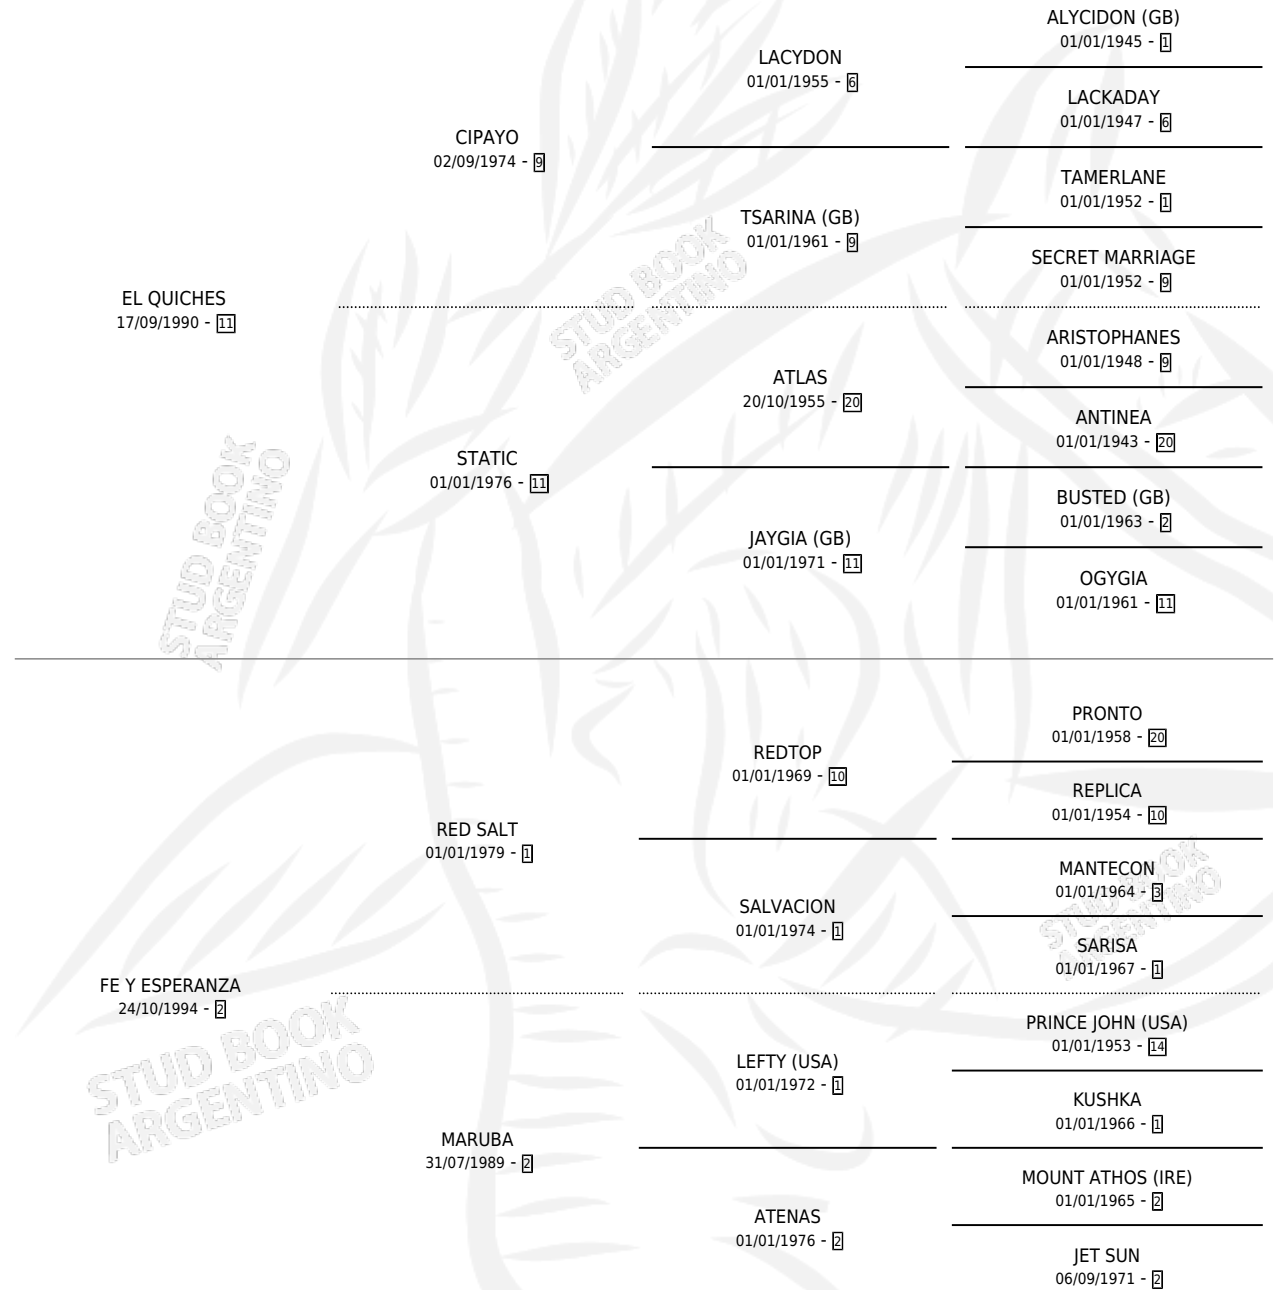 ALYCIDON (GB)
01/01/1945 - 1
LACYDON
01/01/1955 - 6
LACKADAY
01/01/1947 - 6
CIPAYO
02/09/1974 - 9
TAMERLANE
01/01/1952 - 1
TSARINA (GB)
01/01/1961 - 9
SECRET MARRIAGE
01/01/1952 - 9
EL QUICHES
17/09/1990 - 11
ARISTOPHANES
01/01/1948 - 9
ATLAS
20/10/1955 - 20
ANTINEA
01/01/1943 - 20
STATIC
01/01/1976 - 11
BUSTED (GB)
01/01/1963 - 2
JAYGIA (GB)
01/01/1971 - 11
OGYGIA
01/01/1961 - 11
STUD BOOK
ARGENTINO
STUD BOOK
ARGENTINO
PRONTO
01/01/1958 - 20
REDTOP
01/01/1969 - 10
REPLICA
01/01/1954 - 10
RED SALT
01/01/1979 - 1
MANTECON
01/01/1964 - 3
SALVACION
01/01/1974 - 1
SARISA
01/01/1967 - 1
FE Y ESPERANZA
24/10/1994 - 2
PRINCE JOHN (USA)
01/01/1953 - 14
LEFTY (USA)
01/01/1972 - 1
KUSHKA
01/01/1966 - 1
MARUBA
31/07/1989 - 2
MOUNT ATHOS (IRE)
01/01/1965 - 2
ATENAS
01/01/1976 - 2
JET SUN
06/09/1971 - 2
STUD BOOK
ARGENTINO
STUD BOOK
ARGENTINO